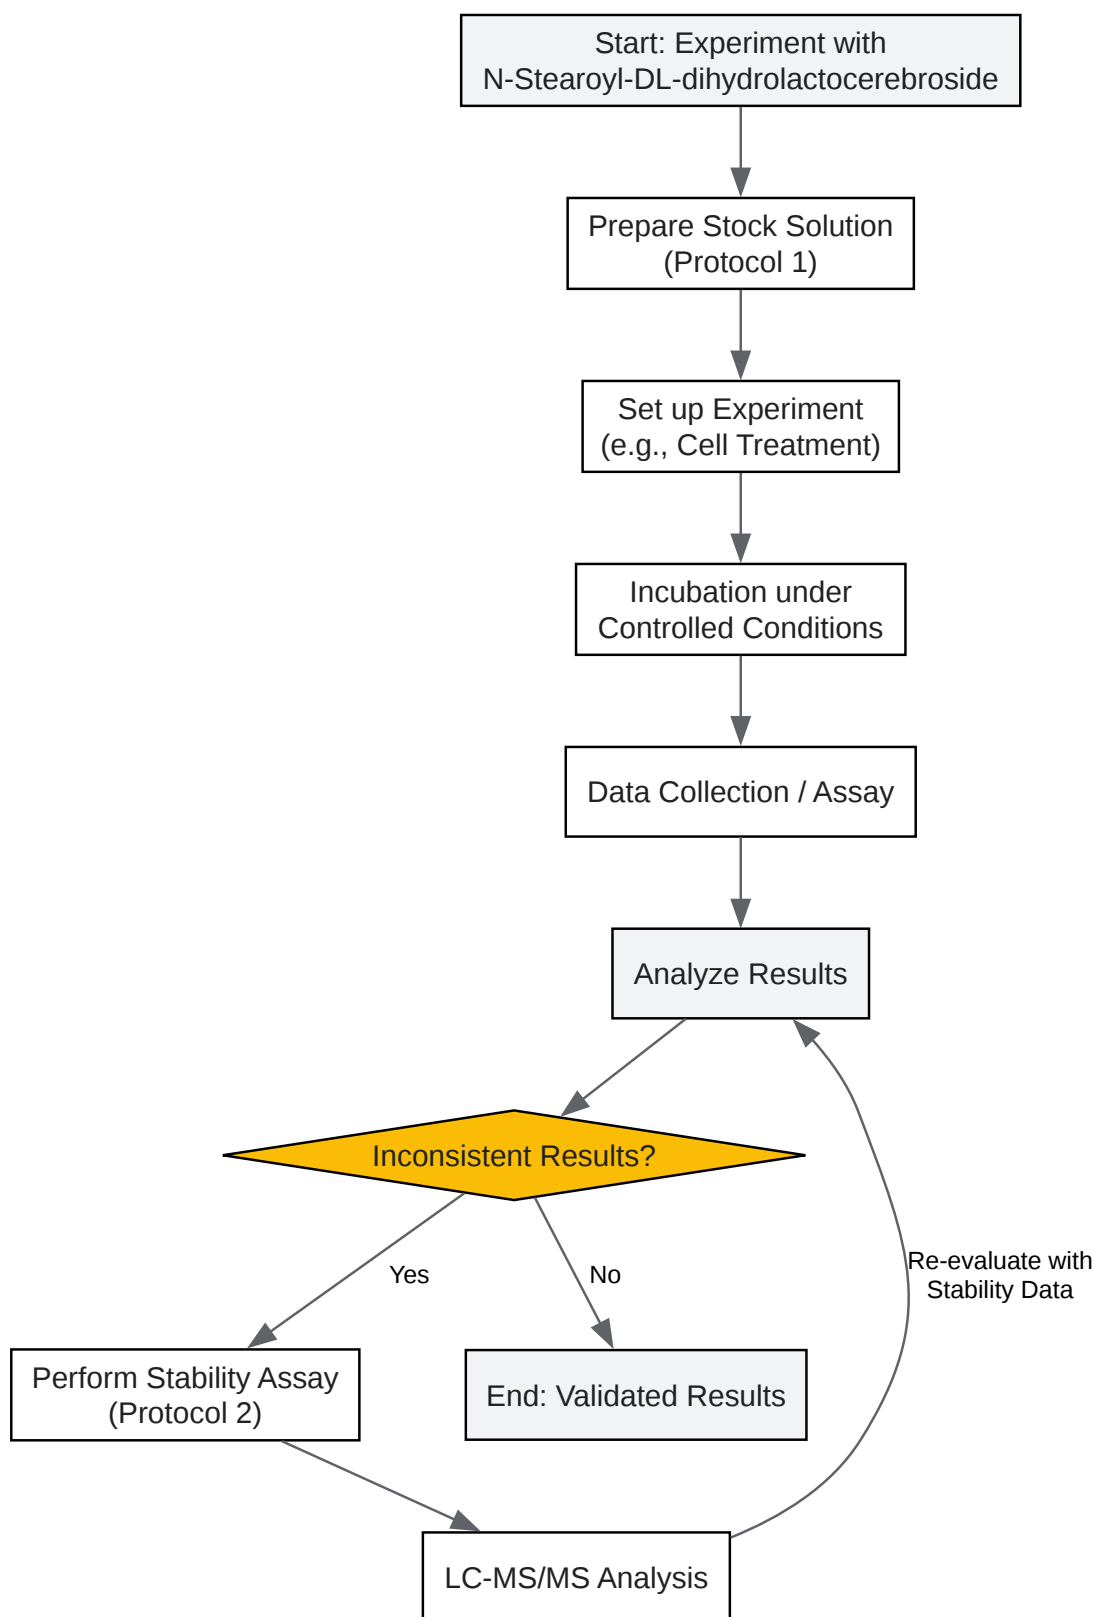 Start: Experiment with
N-Stearoyl-DL-dihydrolactocerebroside
Prepare Stock Solution
(Protocol 1)
Set up Experiment
(e.g., Cell Treatment)
Incubation under
Controlled Conditions
Data Collection / Assay
Analyze Results
Inconsistent Results?
Yes
No
Re-evaluate with
Stability Data
Perform Stability Assay
(Protocol 2)
End: Validated Results
LC-MS/MS Analysis